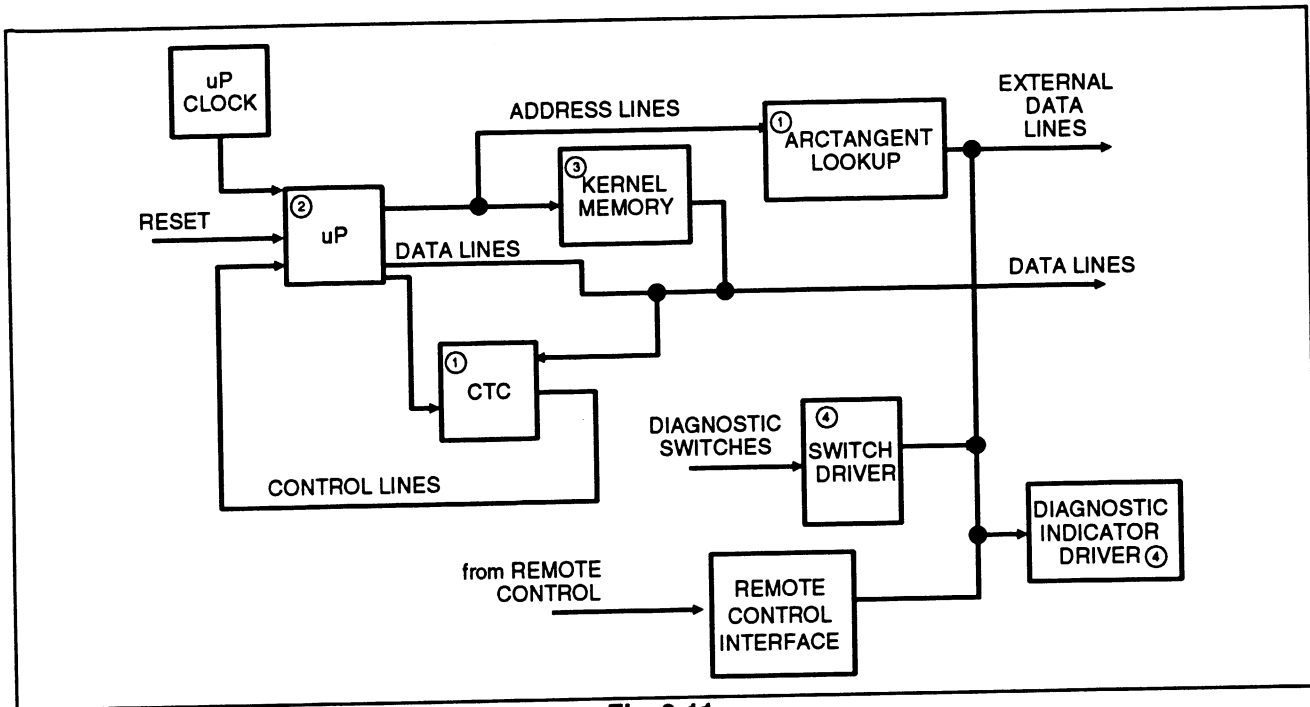 uP
CLOCK
ADDRESS LINES
EXTERNAL
DATA
LINES
①
ARCTANGENT
LOOKUP
③
KERNEL
MEMORY
RESET
②
uP
DATA LINES
DATA LINES
①
CTC
DIAGNOSTIC
SWITCHES
④
SWITCH
DRIVER
CONTROL LINES
DIAGNOSTIC
INDICATOR
DRIVER ④
from REMOTE
CONTROL
REMOTE
CONTROL
INTERFACE